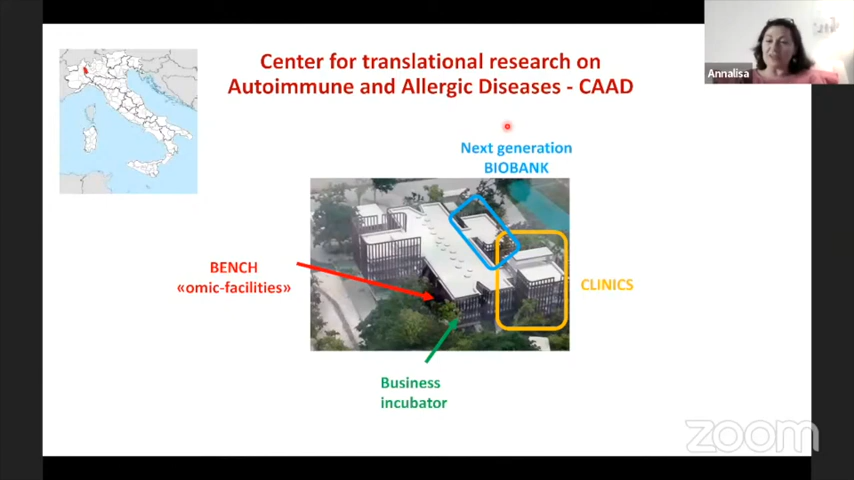 Center for translational research on
Autoimmune and Allergic Diseases - CAAD
Annalisa
Next generation
BIOBANK
BENCH
«omic-facilities»
CLINICS
Business
incubator
zoom